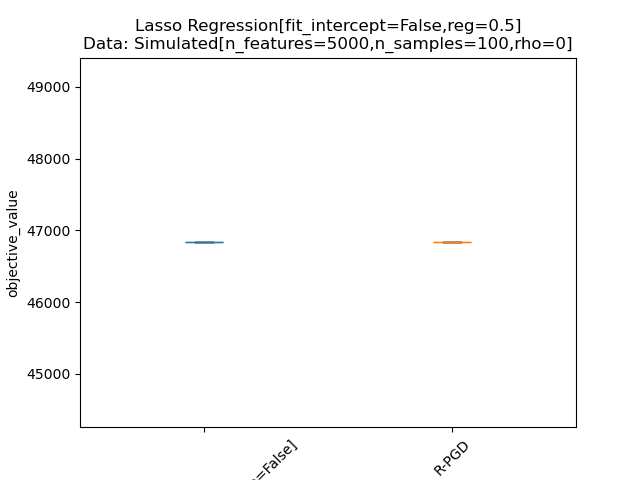 Lasso Regression[fit_intercept=False,reg=0.5]
Data: Simulated[n_features=5000,n_samples=100,rho=0]
objective_value
49000
48000
47000
46000
45000
=False]
R-PGD